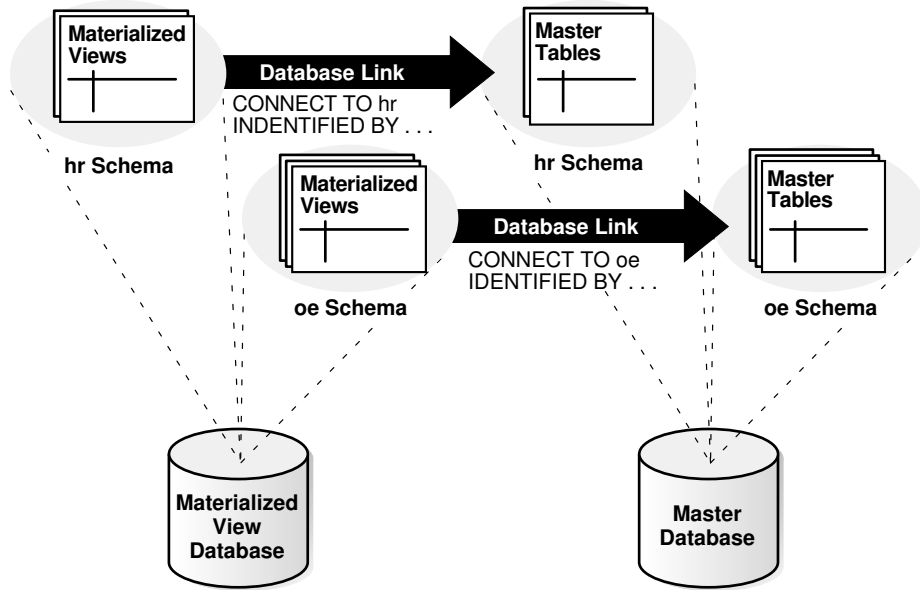 Materialized
Views
Database Link
CONNECT TO hr
INDENTIFIED BY . . .
Master
Tables
hr Schema
hr Schema
Materialized
Views
Database Link
CONNECT TO oe
IDENTIFIED BY . . .
Master
Tables
oe Schema
oe Schema
Materialized
View
Database
Master
Database